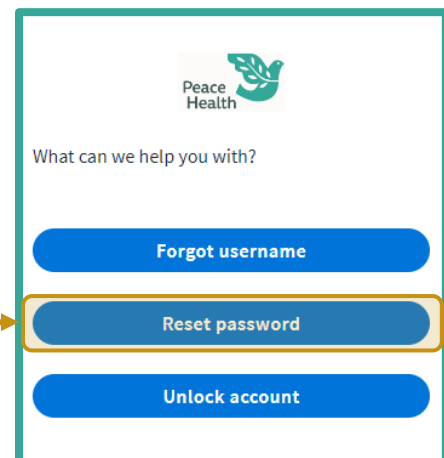 Peace
Health
What can we help you with?
Forgot username
Reset password
Unlock account